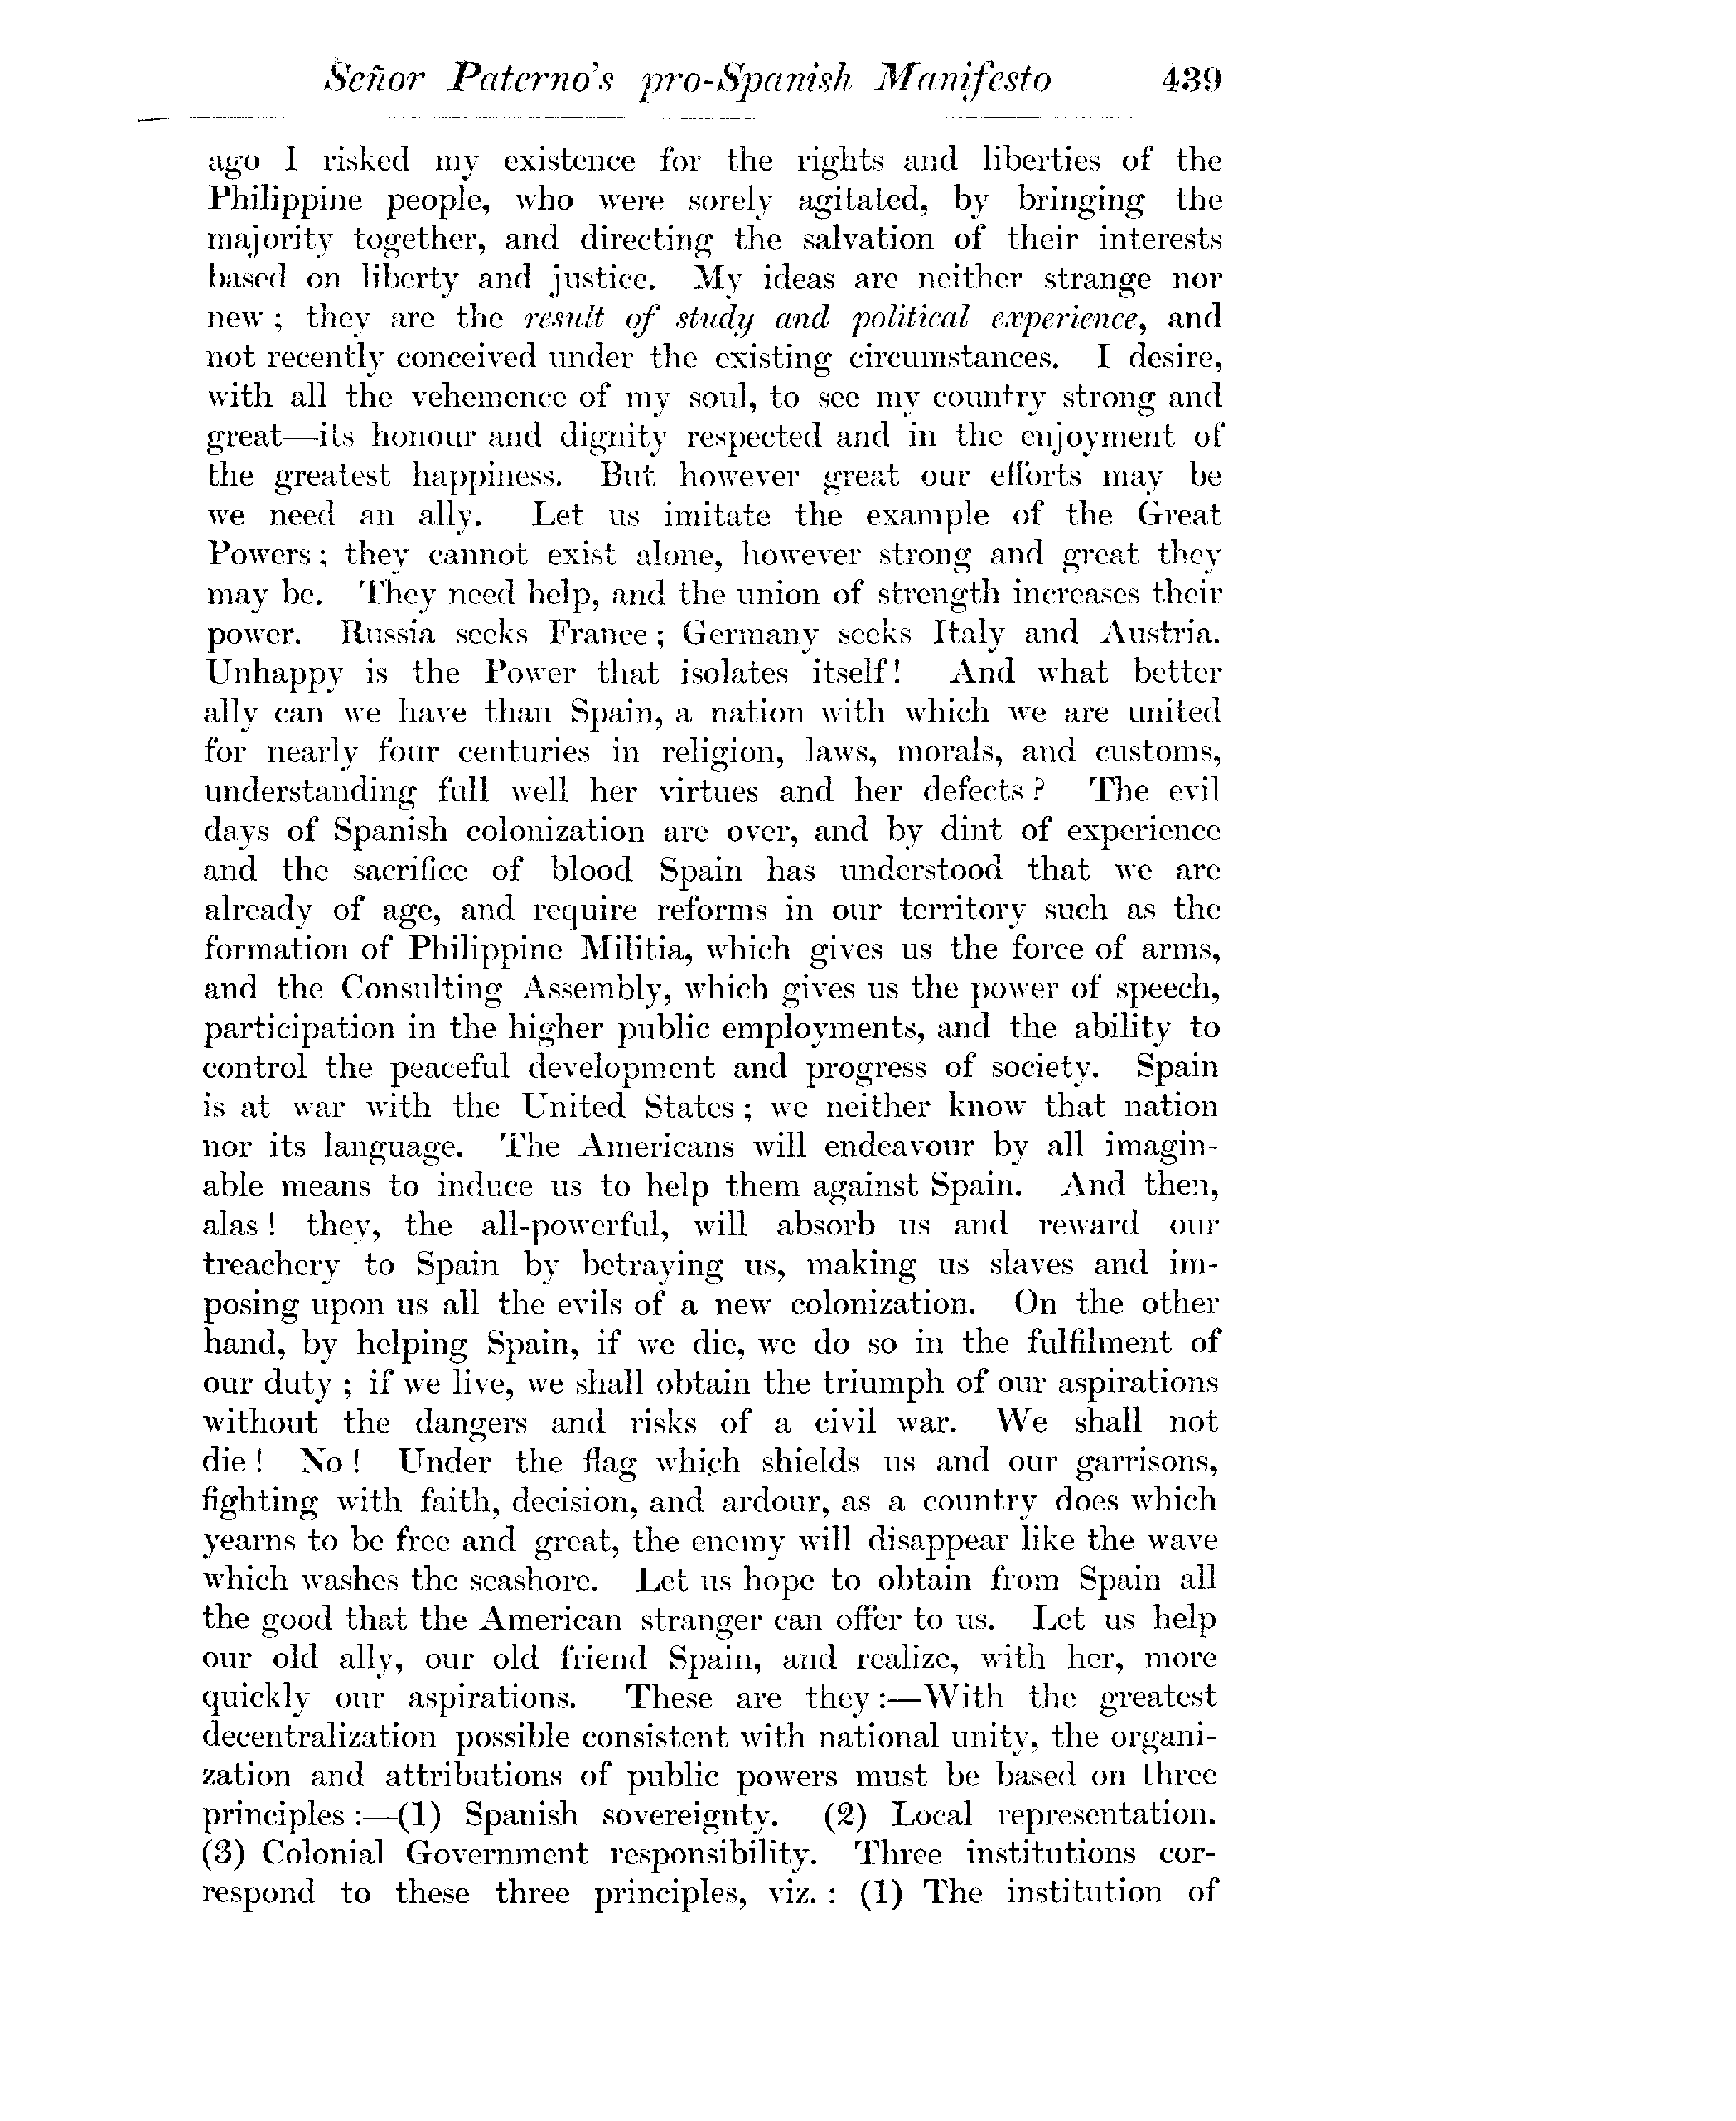 Señor Paterno's pro-Spanish Manifesto 439
ago I risked my existence for the rights and liberties of the
Philippine people, who were sorely agitated, by bringing the
majority together, and directing the salvation of their interests
based on liberty and justice. My ideas are neither strange nor
new ; they are the result of study and political experience, and
not recently conceived under the existing circumstances. I desire,
with all the vehemence of my soul, to see my country strong and
great—its honour and dignity respected and in the enjoyment of
the greatest happiness. But however great our efforts may be
we need an ally. Let us imitate the example of the Great
Powers ; they cannot exist alone, however strong and great they
may be. They need help, and the union of strength increases their
power. Russia seeks France ; Germany seeks Italy and Austria.
Unhappy is the Power that isolates itself! And what better
ally can we have than Spain, a nation with which we are united
for nearly four centuries in religion, laws, morals, and customs,
understanding full well her virtues and her defects ? The evil
days of Spanish colonization are over, and by dint of experience
and the sacrifice of blood Spain has understood that we are
already of age, and require reforms in our territory such as the
formation of Philippine Militia, which gives us the force of arms,
and the Consulting Assembly, which gives us the power of speech,
participation in the higher public employments, and the ability to
control the peaceful development and progress of society. Spain
is at war with the United States ; we neither know that nation
nor its language. The Americans will endeavour by all imagin-
able means to induce us to help them against Spain. And then,
alas ! they, the all-powerful, will absorb us and reward our
treachery to Spain by betraying us, making us slaves and im-
posing upon us all the evils of a new colonization. On the other
hand, by helping Spain, if we die, we do so in the fulfilment of
our duty ; if we live, we shall obtain the triumph of our aspirations
without the dangers and risks of a civil war. We shall not
die ! No ! Under the flag which shields us and our garrisons,
fighting with faith, decision, and ardour, as a country does which
yearns to be free and great, the enemy will disappear like the wave
which washes the seashore. Let us hope to obtain from Spain all
the good that the American stranger can offer to us. Let us help
our old ally, our old friend Spain, and realize, with her, more
quickly our aspirations. These are they :—With the greatest
decentralization possible consistent with national unity, the organi-
zation and attributions of public powers must be based on three
principles :—(1) Spanish sovereignty. (2) Local representation.
(3) Colonial Government responsibility. Three institutions cor-
respond to these three principles, viz. : (1) The institution of